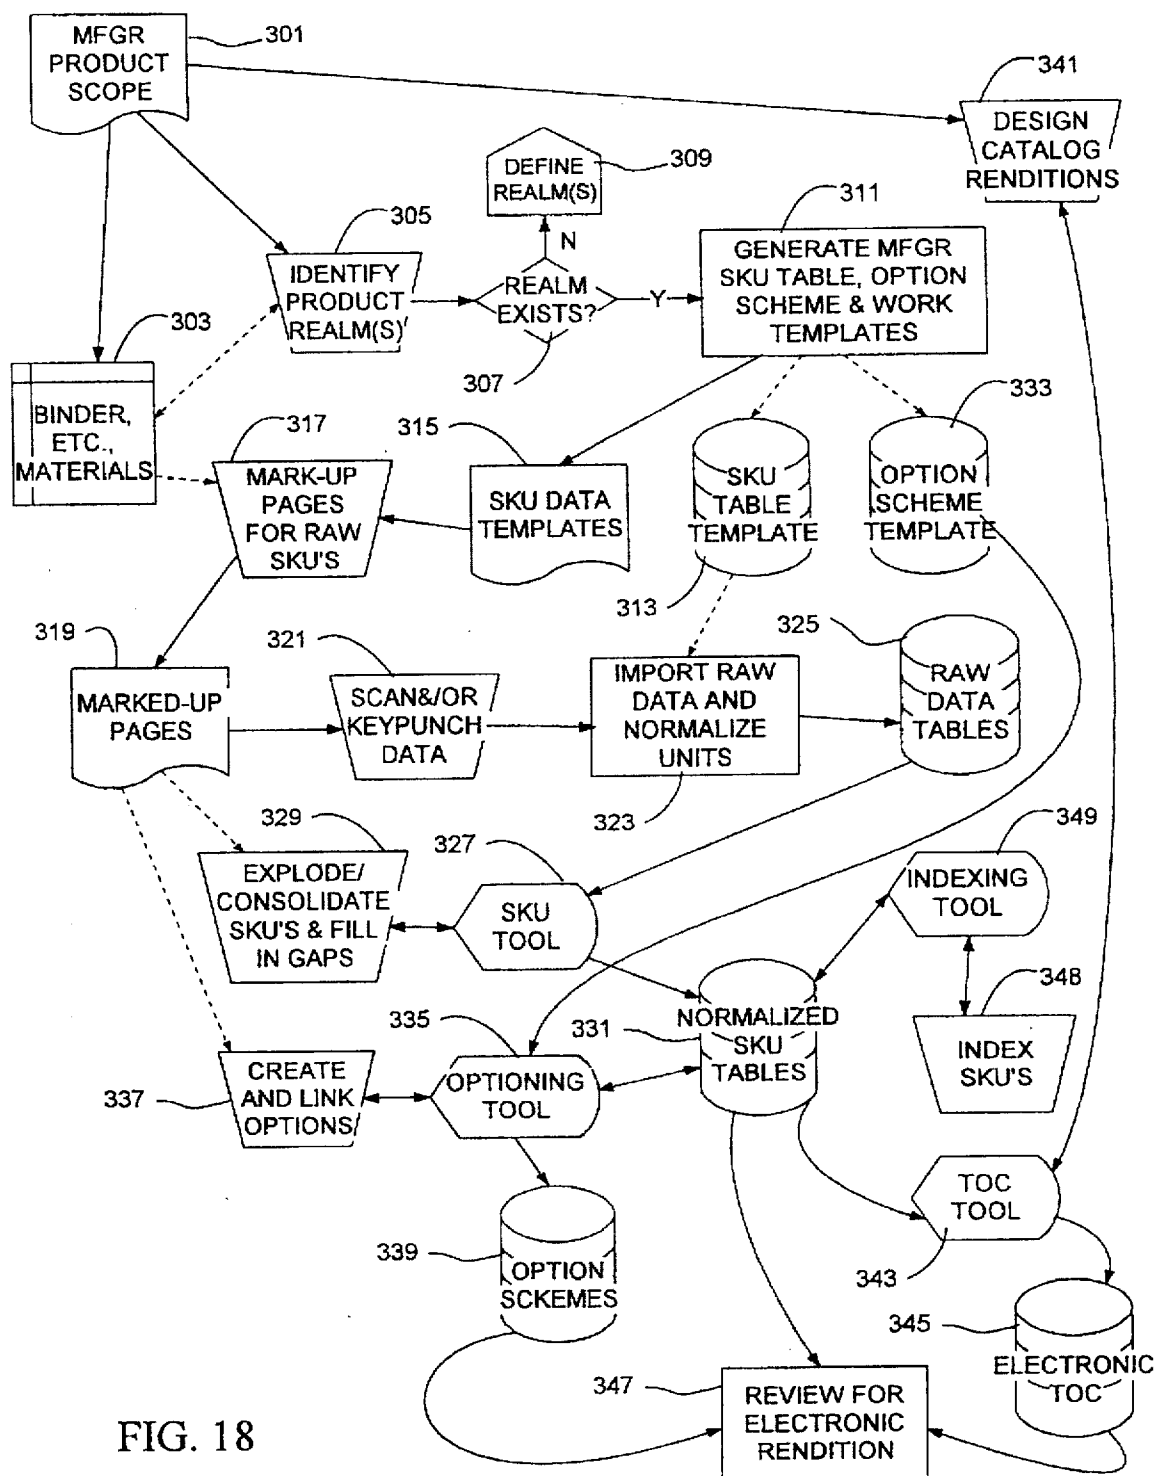 MFGR
PRODUCT
SCOPE
301
341
DESIGN
CATALOG
RENDITIONS
DEFINE
REALM(S)
309
305
IDENTIFY
PRODUCT
REALM(S)
N
REALM
EXISTS?
307
Y
311
GENERATE MFGR
SKU TABLE, OPTION
SCHEME & WORK
TEMPLATES
303
BINDER,
ETC.,
MATERIALS
317
MARK-UP
PAGES
FOR RAW
SKU'S
315
SKU DATA
TEMPLATES
SKU
TABLE
TEMPLATE
313
333
OPTION
SCHEME
TEMPLATE
319
MARKED-UP
PAGES
321
SCAN&/OR
KEYPUNCH
DATA
IMPORT RAW
DATA AND
NORMALIZE
UNITS
323
325
RAW
DATA
TABLES
329
EXPLODE/
CONSOLIDATE
SKU'S & FILL
IN GAPS
327
SKU
TOOL
349
INDEXING
TOOL
348
INDEX
SKU'S
NORMALIZED
331
SKU
TABLES
335
OPTIONING
TOOL
337
CREATE
AND LINK
OPTIONS
TOC
TOOL
343
339
OPTION
SCKEMES
345
ELECTRONIC
TOC
347
REVIEW FOR
ELECTRONIC
RENDITION
FIG. 18